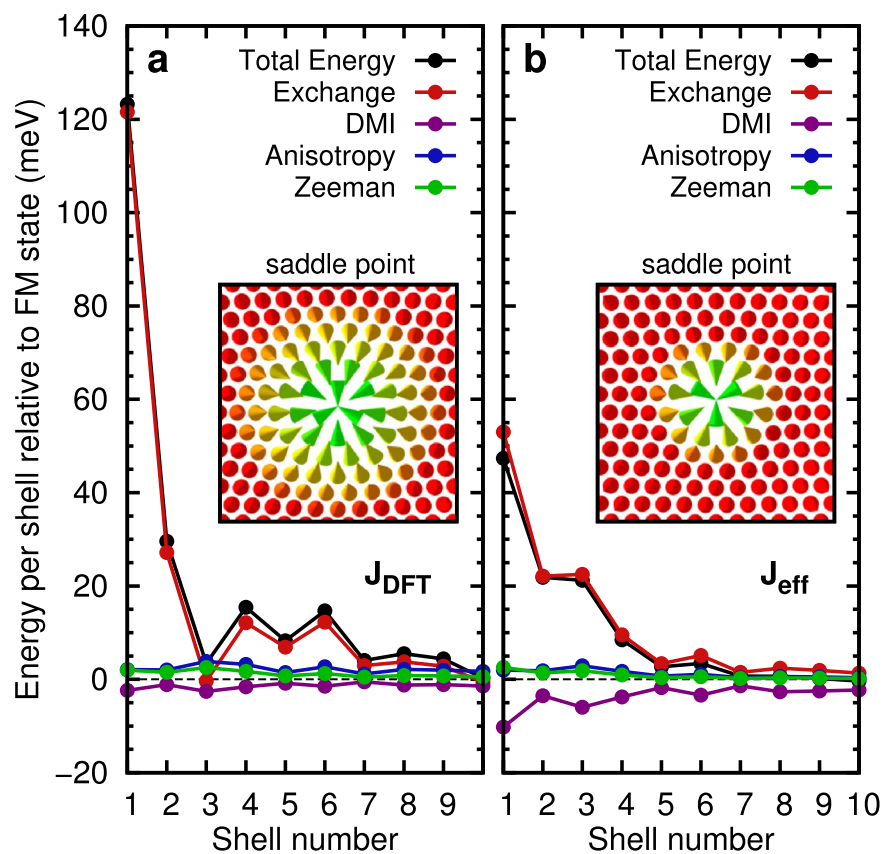 Energy per shell relative to FM state (meV)
140
120
100
80
60
40
20
0
−20
a
Total Energy
Exchange
DMI
Anisotropy
Zeeman
saddle point
J_DFT
1 2 3 4 5 6 7 8 9
Shell number
b
Total Energy
Exchange
DMI
Anisotropy
Zeeman
saddle point
J_eff
1 2 3 4 5 6 7 8 9 10
Shell number